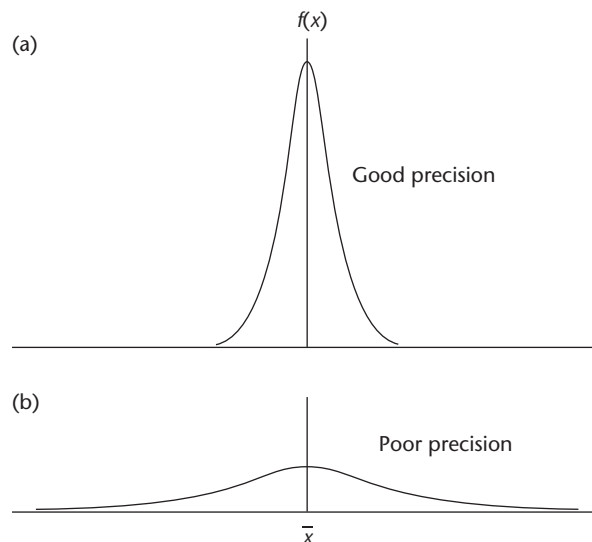 f(x)
(a)
Good precision
(b)
Poor precision
x̅